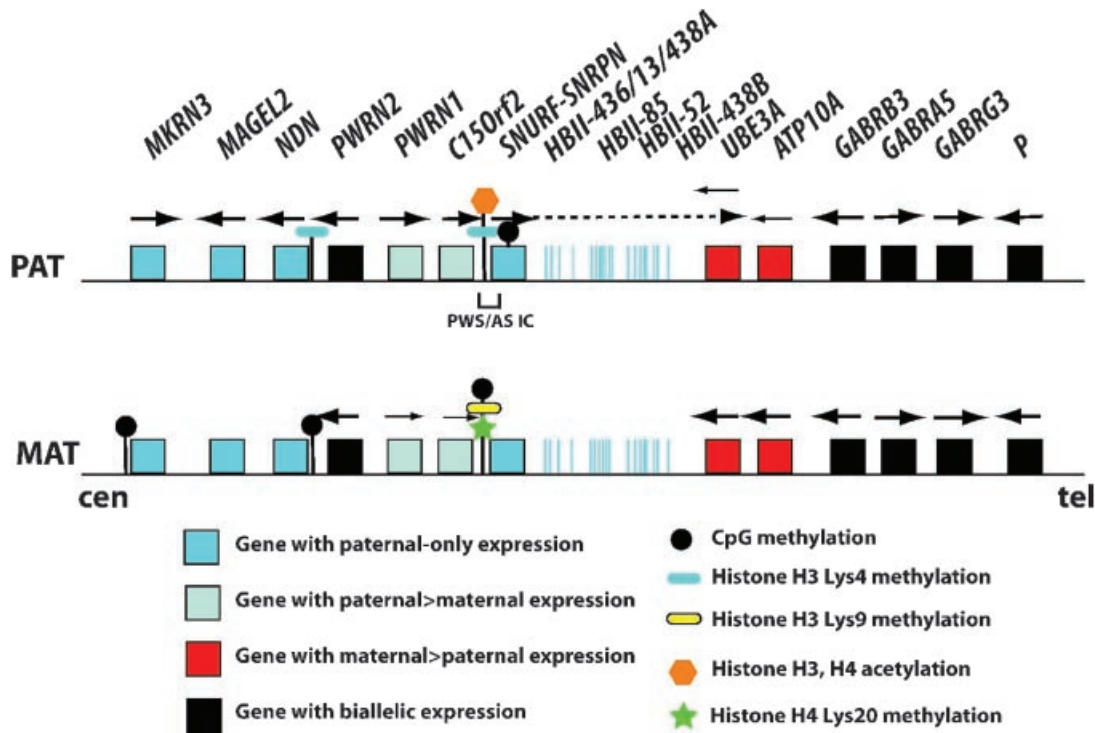 MKRN3
MAGEL2
NDN
PWRN2
PWRN1
C15Orf2
SNURF-SNRPN
HBII-436/13/438A
HBII-85
HBII-52
HBII-438B
UBE3A
ATP10A
GABRB3
GABRA5
GABRG3
P
PAT
PWS/AS IC
MAT
cen
tel
Gene with paternal-only expression
Gene with paternal>maternal expression
Gene with maternal>paternal expression
Gene with biallelic expression
CpG methylation
Histone H3 Lys4 methylation
Histone H3 Lys9 methylation
Histone H3, H4 acetylation
Histone H4 Lys20 methylation